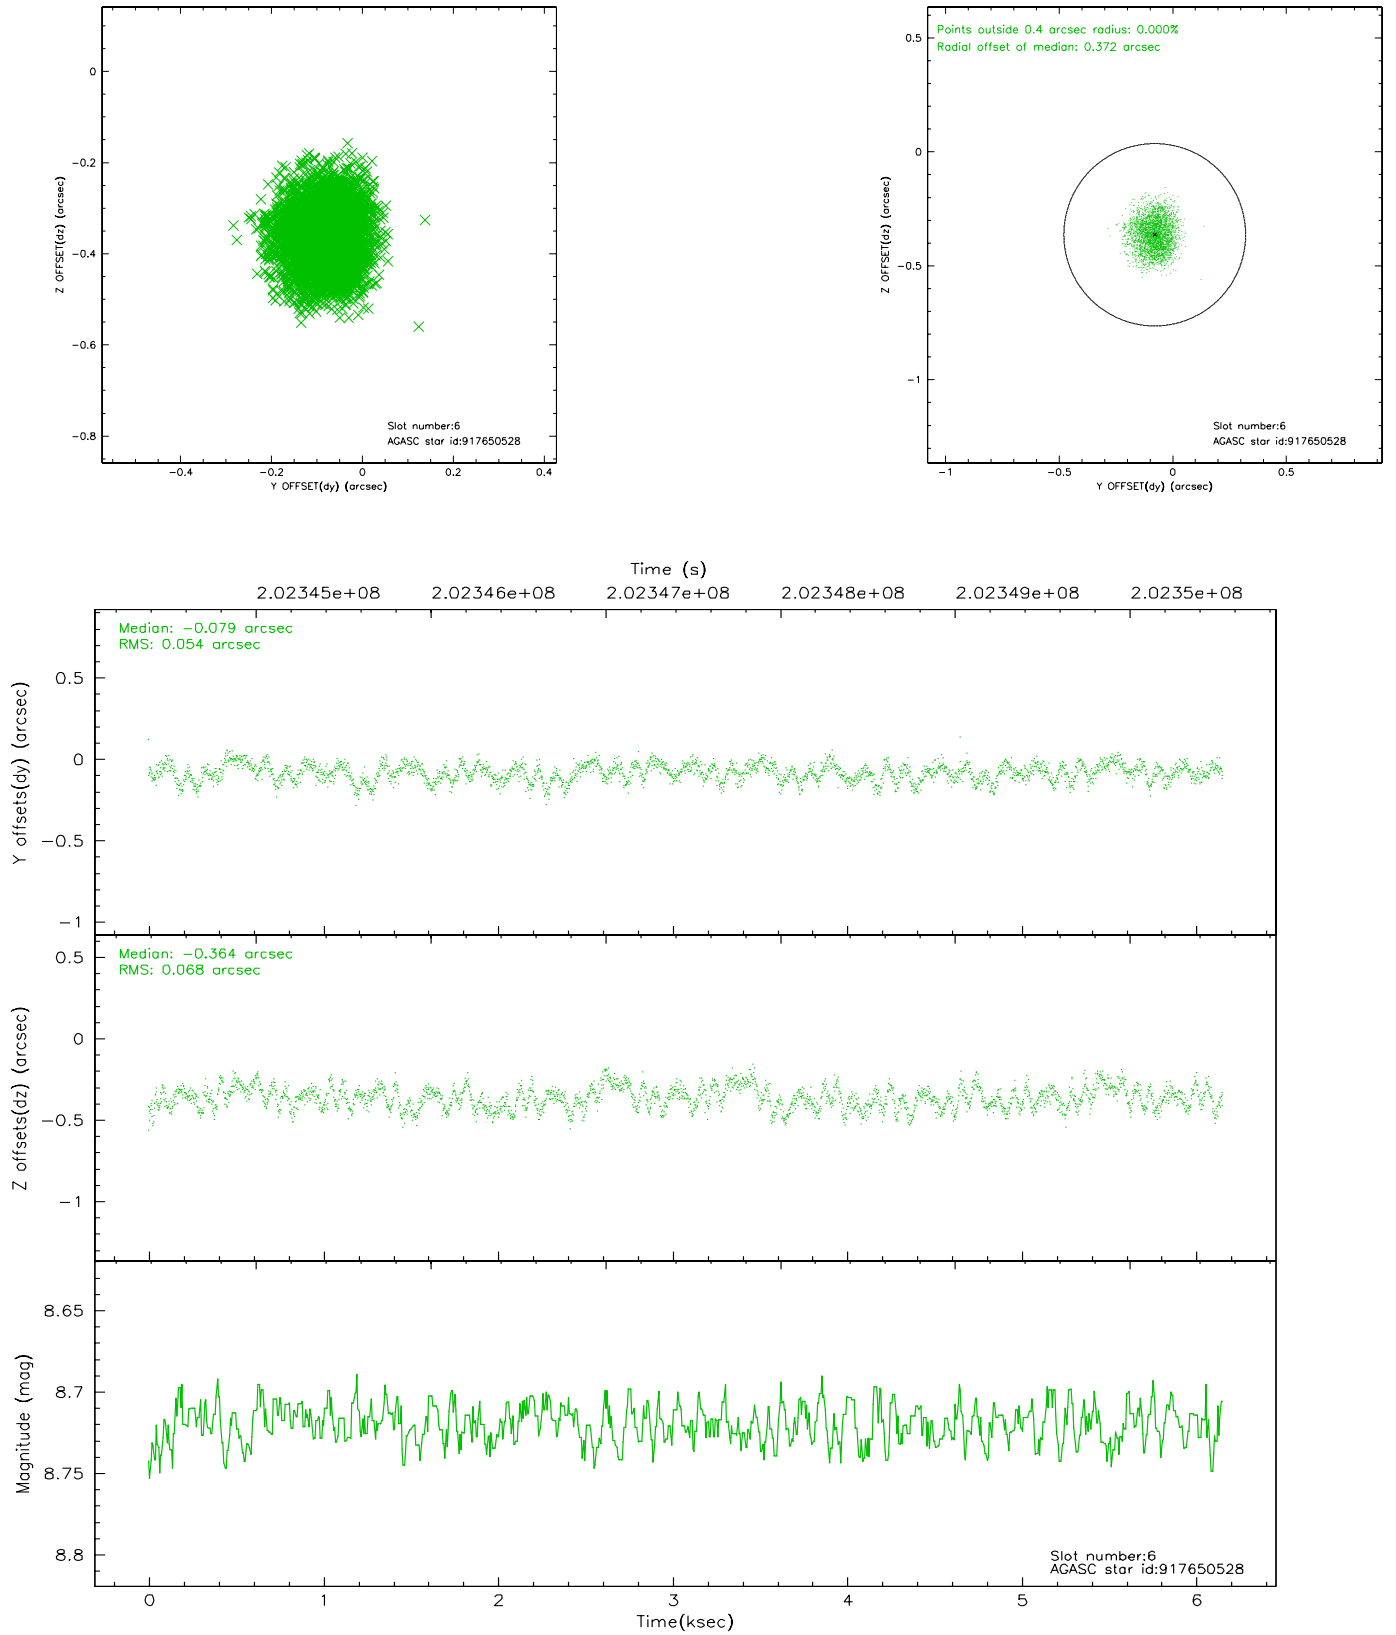 0
−0.2
−0.4
−0.6
−0.8
Z OFFSET(dz) (arcsec)
Slot number:6
AGASC star id:917650528
−0.4 −0.2 0 0.2 0.4
Y OFFSET(dy) (arcsec)
Points outside 0.4 arcsec radius: 0.000%
Radial offset of median: 0.372 arcsec
0.5
0
−0.5
−1
Z OFFSET(dz) (arcsec)
Slot number:6
AGASC star id:917650528
−1 −0.5 0 0.5
Y OFFSET(dy) (arcsec)
Time (s)
2.02345e+08 2.02346e+08 2.02347e+08 2.02348e+08 2.02349e+08 2.0235e+08
Median: −0.079 arcsec
RMS: 0.054 arcsec
0.5
0
−0.5
−1
Y offsets(dy) (arcsec)
Median: −0.364 arcsec
RMS: 0.068 arcsec
0.5
0
−0.5
−1
Z offsets(dz) (arcsec)
8.65
8.7
8.75
8.8
Magnitude (mag)
Slot number:6
AGASC star id:917650528
0 1 2 3 4 5 6
Time(ksec)